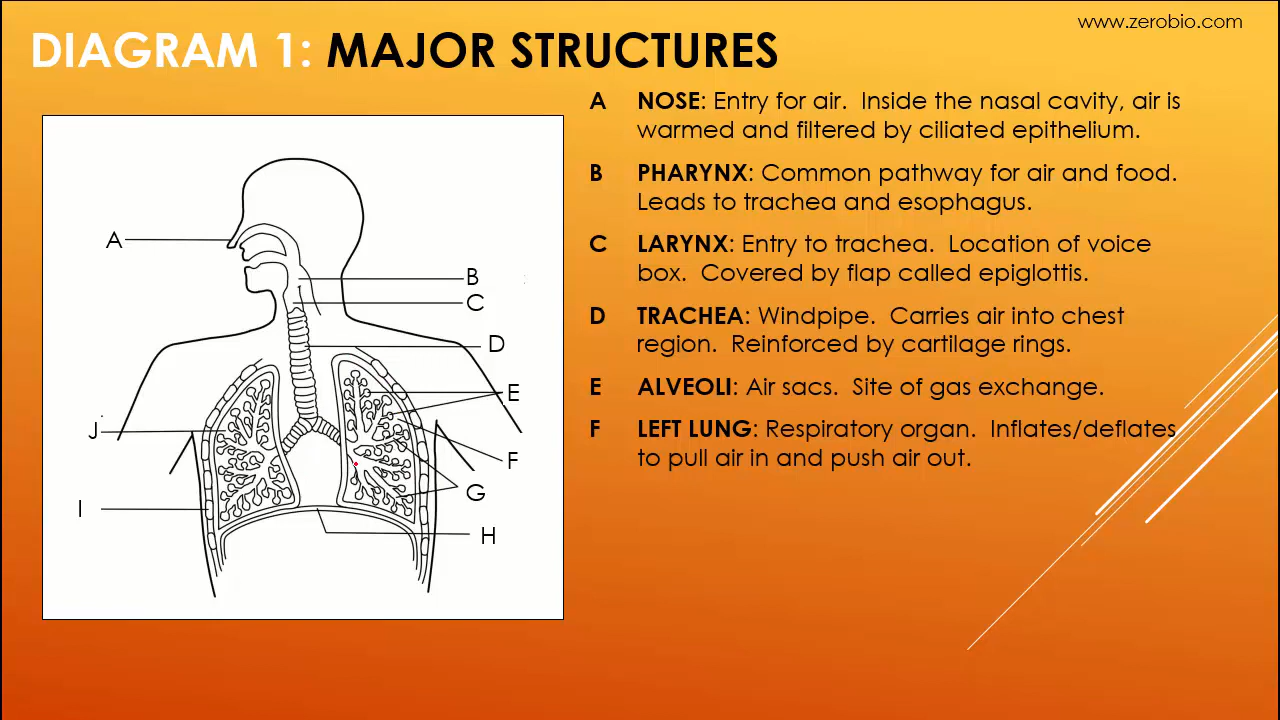 www.zerobio.com
DIAGRAM 1: MAJOR STRUCTURES
A NOSE: Entry for air. Inside the nasal cavity, air is
warmed and filtered by ciliated epithelium.
B PHARYNX: Common pathway for air and food.
Leads to trachea and esophagus.
C LARYNX: Entry to trachea. Location of voice
box. Covered by flap called epiglottis.
D TRACHEA: Windpipe. Carries air into chest
region. Reinforced by cartilage rings.
E ALVEOLI: Air sacs. Site of gas exchange.
F LEFT LUNG: Respiratory organ. Inflates/deflates
to pull air in and push air out.
A
B
C
D
E
J
F
G
I
H